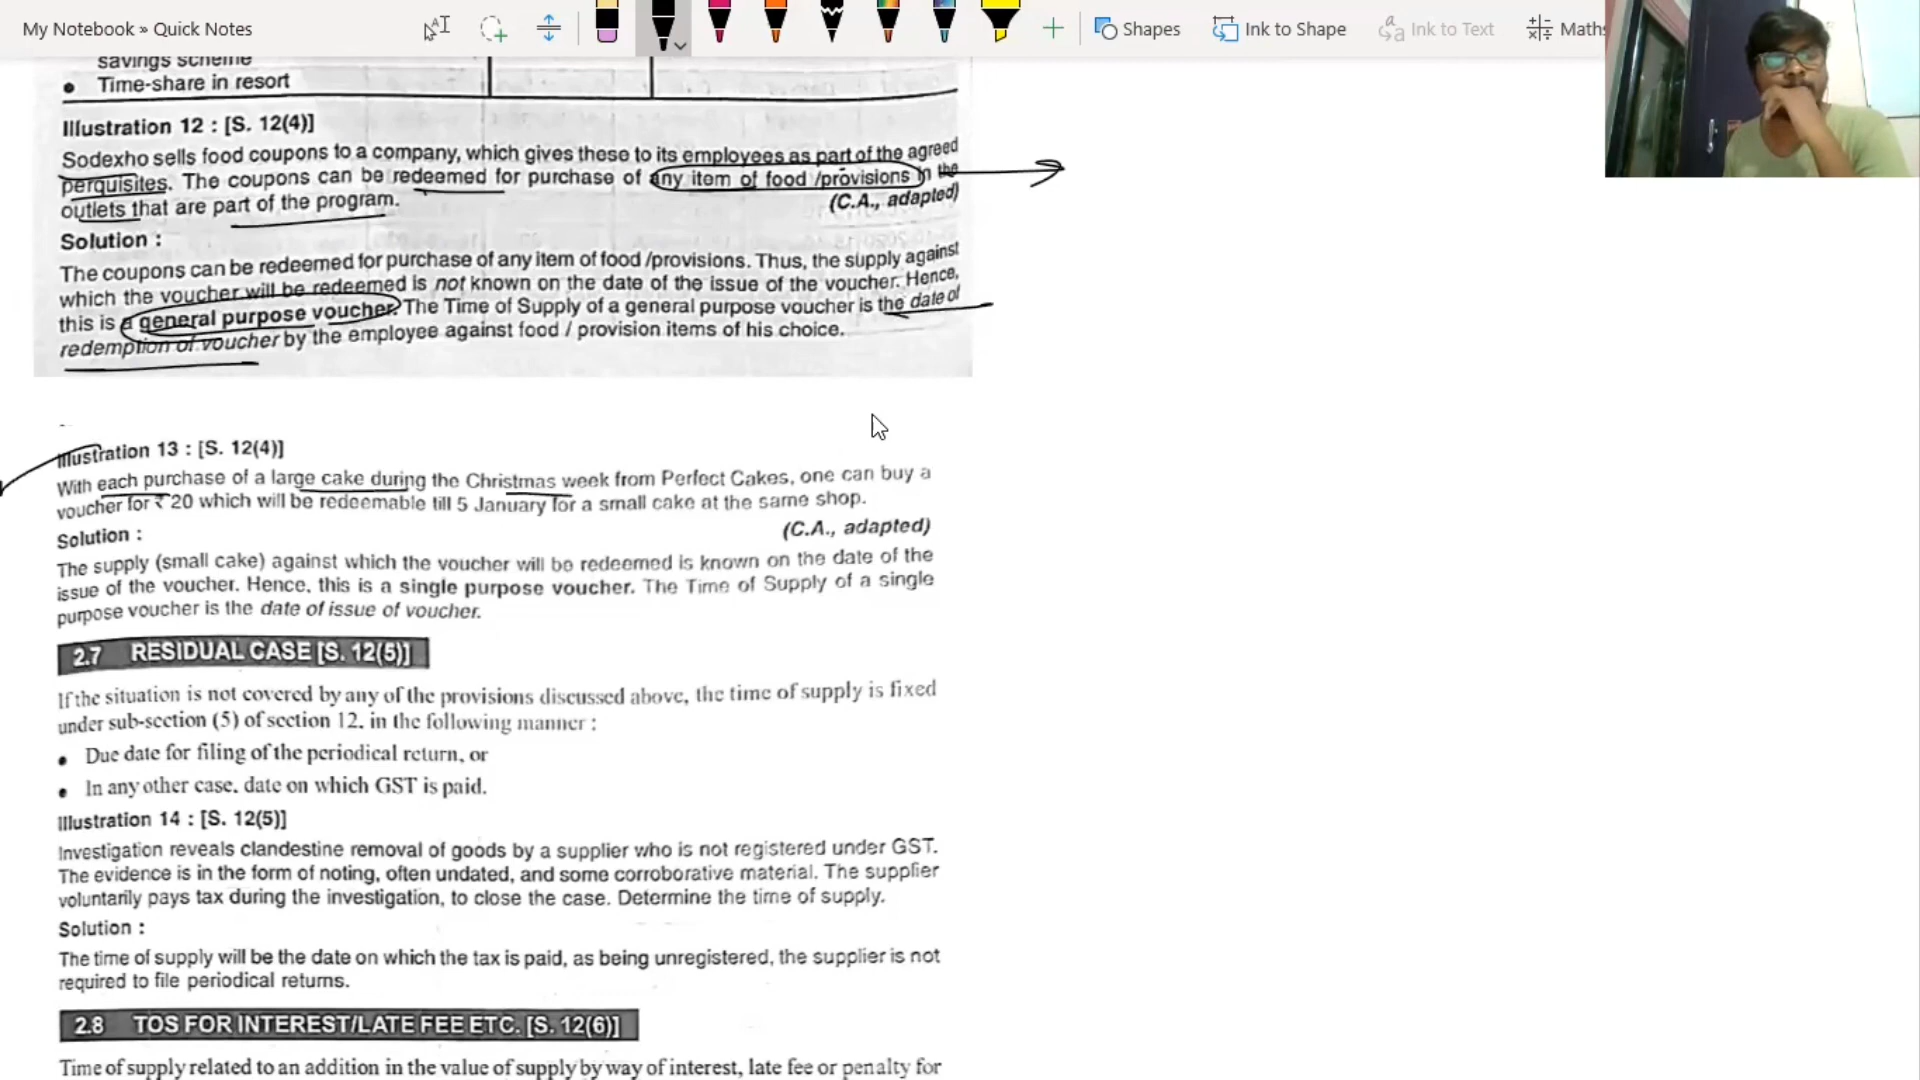 My Notebook » Quick Notes
Shapes
Ink to Shape
Ink to Text
Maths
savings scheme
• Time-share in resort
Illustration 12 : [S. 12(4)]
Sodexho sells food coupons to a company, which gives these to its employees as part of the agreed
perquisites. The coupons can be redeemed for purchase of any item of food /provisions in the
outlets that are part of the program.
(C.A., adapted)
Solution :
The coupons can be redeemed for purchase of any item of food /provisions. Thus, the supply against
which the voucher will be redeemed is not known on the date of the issue of the voucher. Hence,
this is a general purpose voucher. The Time of Supply of a general purpose voucher is the date of
redemption of voucher by the employee against food / provision items of his choice.
Illustration 13 : [S. 12(4)]
With each purchase of a large cake during the Christmas week from Perfect Cakes, one can buy a
voucher for ₹ 20 which will be redeemable till 5 January for a small cake at the same shop.
(C.A., adapted)
Solution :
The supply (small cake) against which the voucher will be redeemed is known on the date of the
issue of the voucher. Hence, this is a single purpose voucher. The Time of Supply of a single
purpose voucher is the date of issue of voucher.
2.7 RESIDUAL CASE [S. 12(5)]
If the situation is not covered by any of the provisions discussed above, the time of supply is fixed
under sub-section (5) of section 12, in the following manner :
• Due date for filing of the periodical return, or
• In any other case, date on which GST is paid.
Illustration 14 : [S. 12(5)]
Investigation reveals clandestine removal of goods by a supplier who is not registered under GST.
The evidence is in the form of noting, often undated, and some corroborative material. The supplier
voluntarily pays tax during the investigation, to close the case. Determine the time of supply.
Solution :
The time of supply will be the date on which the tax is paid, as being unregistered, the supplier is not
required to file periodical returns.
2.8 TOS FOR INTEREST/LATE FEE ETC. [S. 12(6)]
Time of supply related to an addition in the value of supply by way of interest, late fee or penalty for